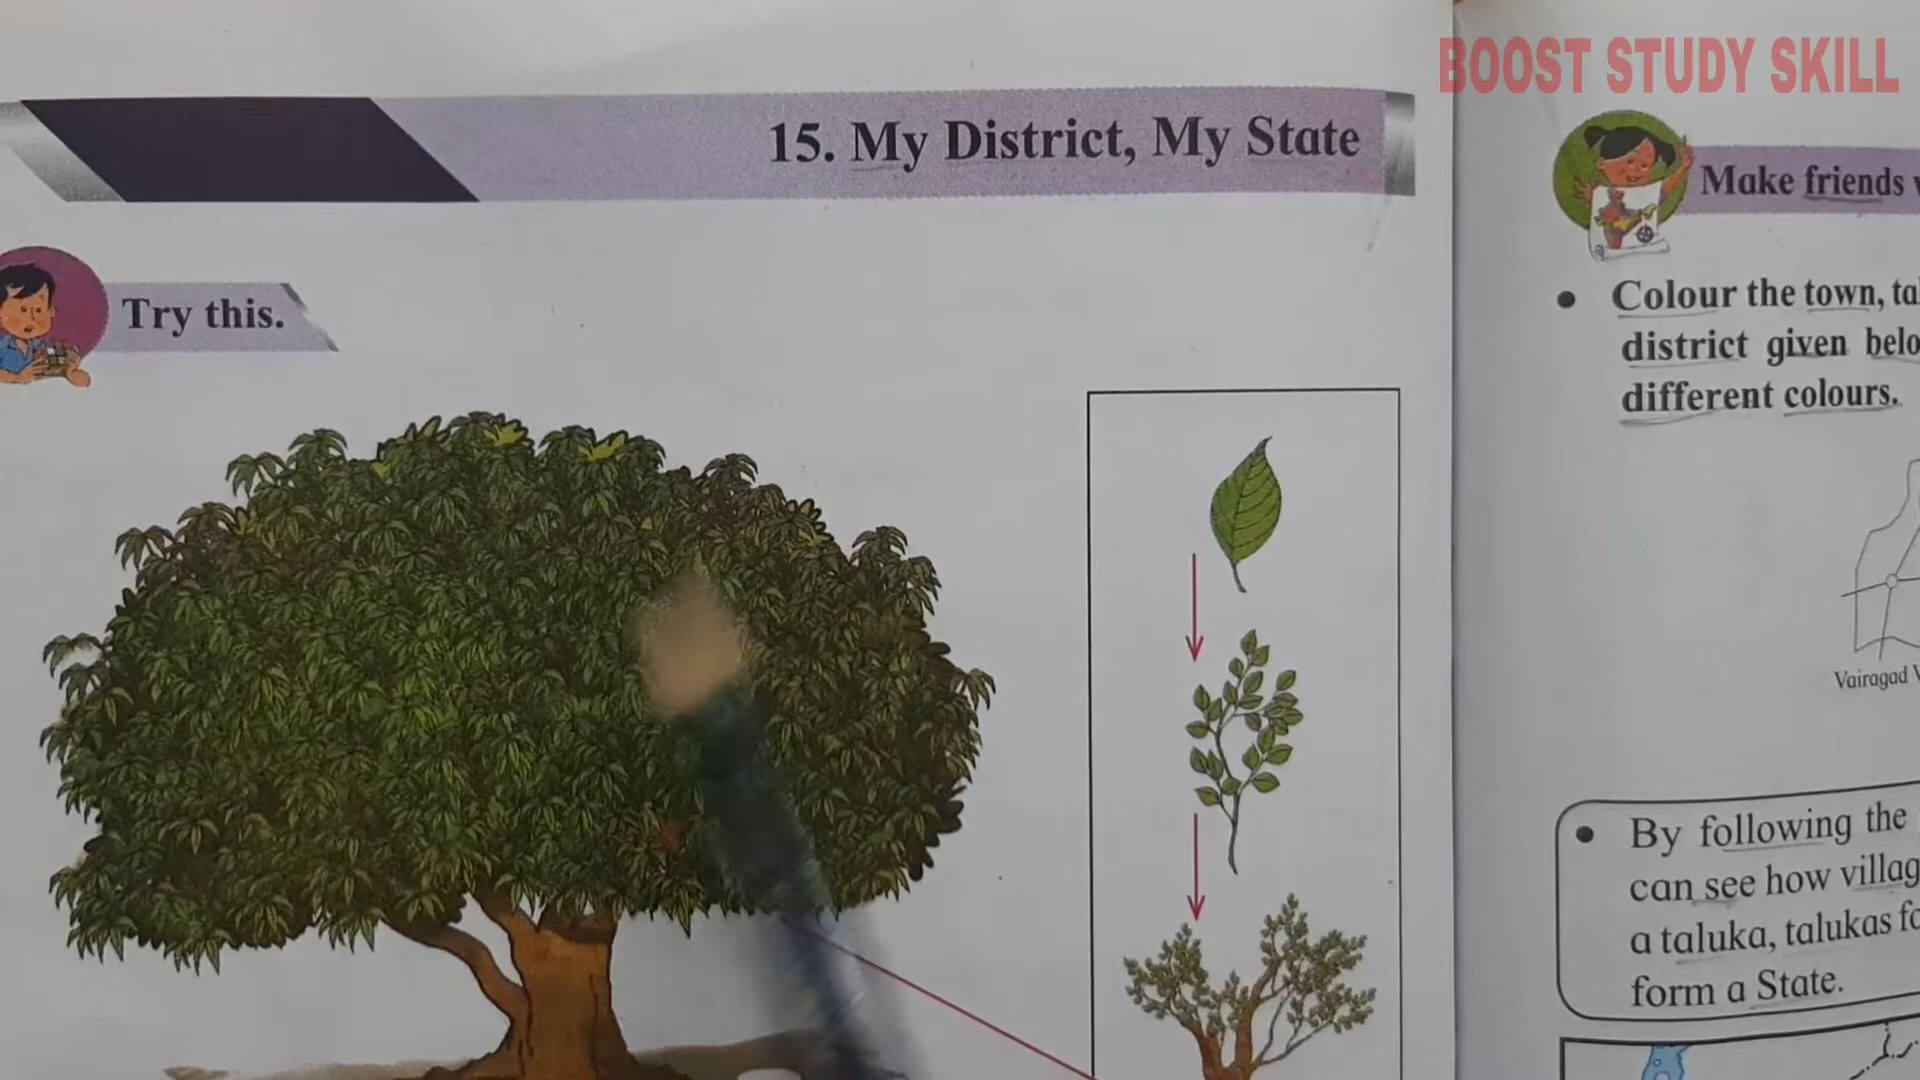 BOOST STUDY SKILL
15. My District, My State
Try this.
Make friends
Colour the town,
district given
different colours.
Vairagad
By following the
can see how
a taluka, talukas
form a State.